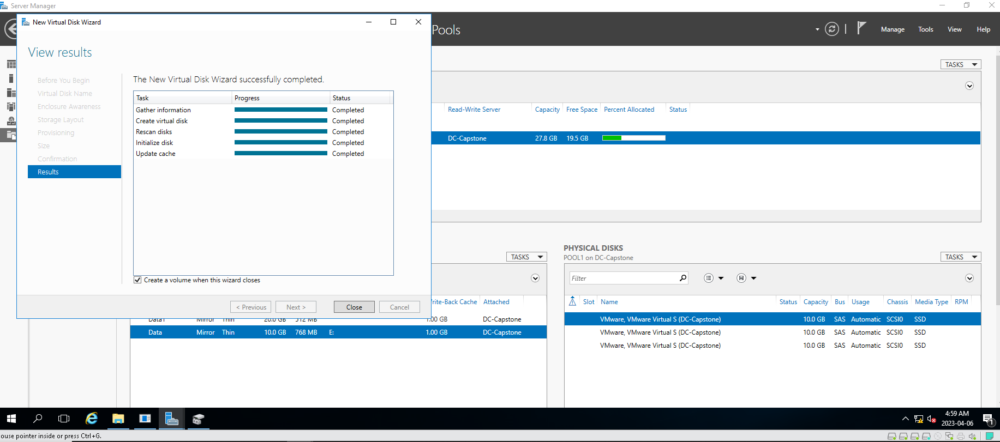 Server Manager
New Virtual Disk Wizard
Pools
Manage Tools View Help
View results
Before You Begin
Virtual Disk Name
Enclosure Awareness
Storage Layout
Provisioning
Size
Confirmation
Results
The New Virtual Disk Wizard successfully completed.
Task Progress Status
Gather information Completed
Create virtual disk Completed
Rescan disks Completed
Initialize disk Completed
Update cache Completed
Create a volume when this wizard closes
< Previous Next > Close Cancel
TASKS
Read-Write Server Capacity Free Space Percent Allocated Status
DC-Capstone 27.8 GB 19.5 GB
TASKS
Write-Back Cache Attached
Data1 Mirror Thin 20.0 GB 512 MB 1.00 GB DC-Capstone
Data Mirror Thin 10.0 GB 768 MB E: 1.00 GB DC-Capstone
PHYSICAL DISKS
POOL1 on DC-Capstone
TASKS
Filter
Slot Name Status Capacity Bus Usage Chassis Media Type RPM
VMware, VMware Virtual S (DC-Capstone) 10.0 GB SAS Automatic SCSI0 SSD
VMware, VMware Virtual S (DC-Capstone) 10.0 GB SAS Automatic SCSI0 SSD
VMware, VMware Virtual S (DC-Capstone) 10.0 GB SAS Automatic SCSI0 SSD
4:59 AM
2023-04-06
1
ouse pointer inside or press Ctrl+G.